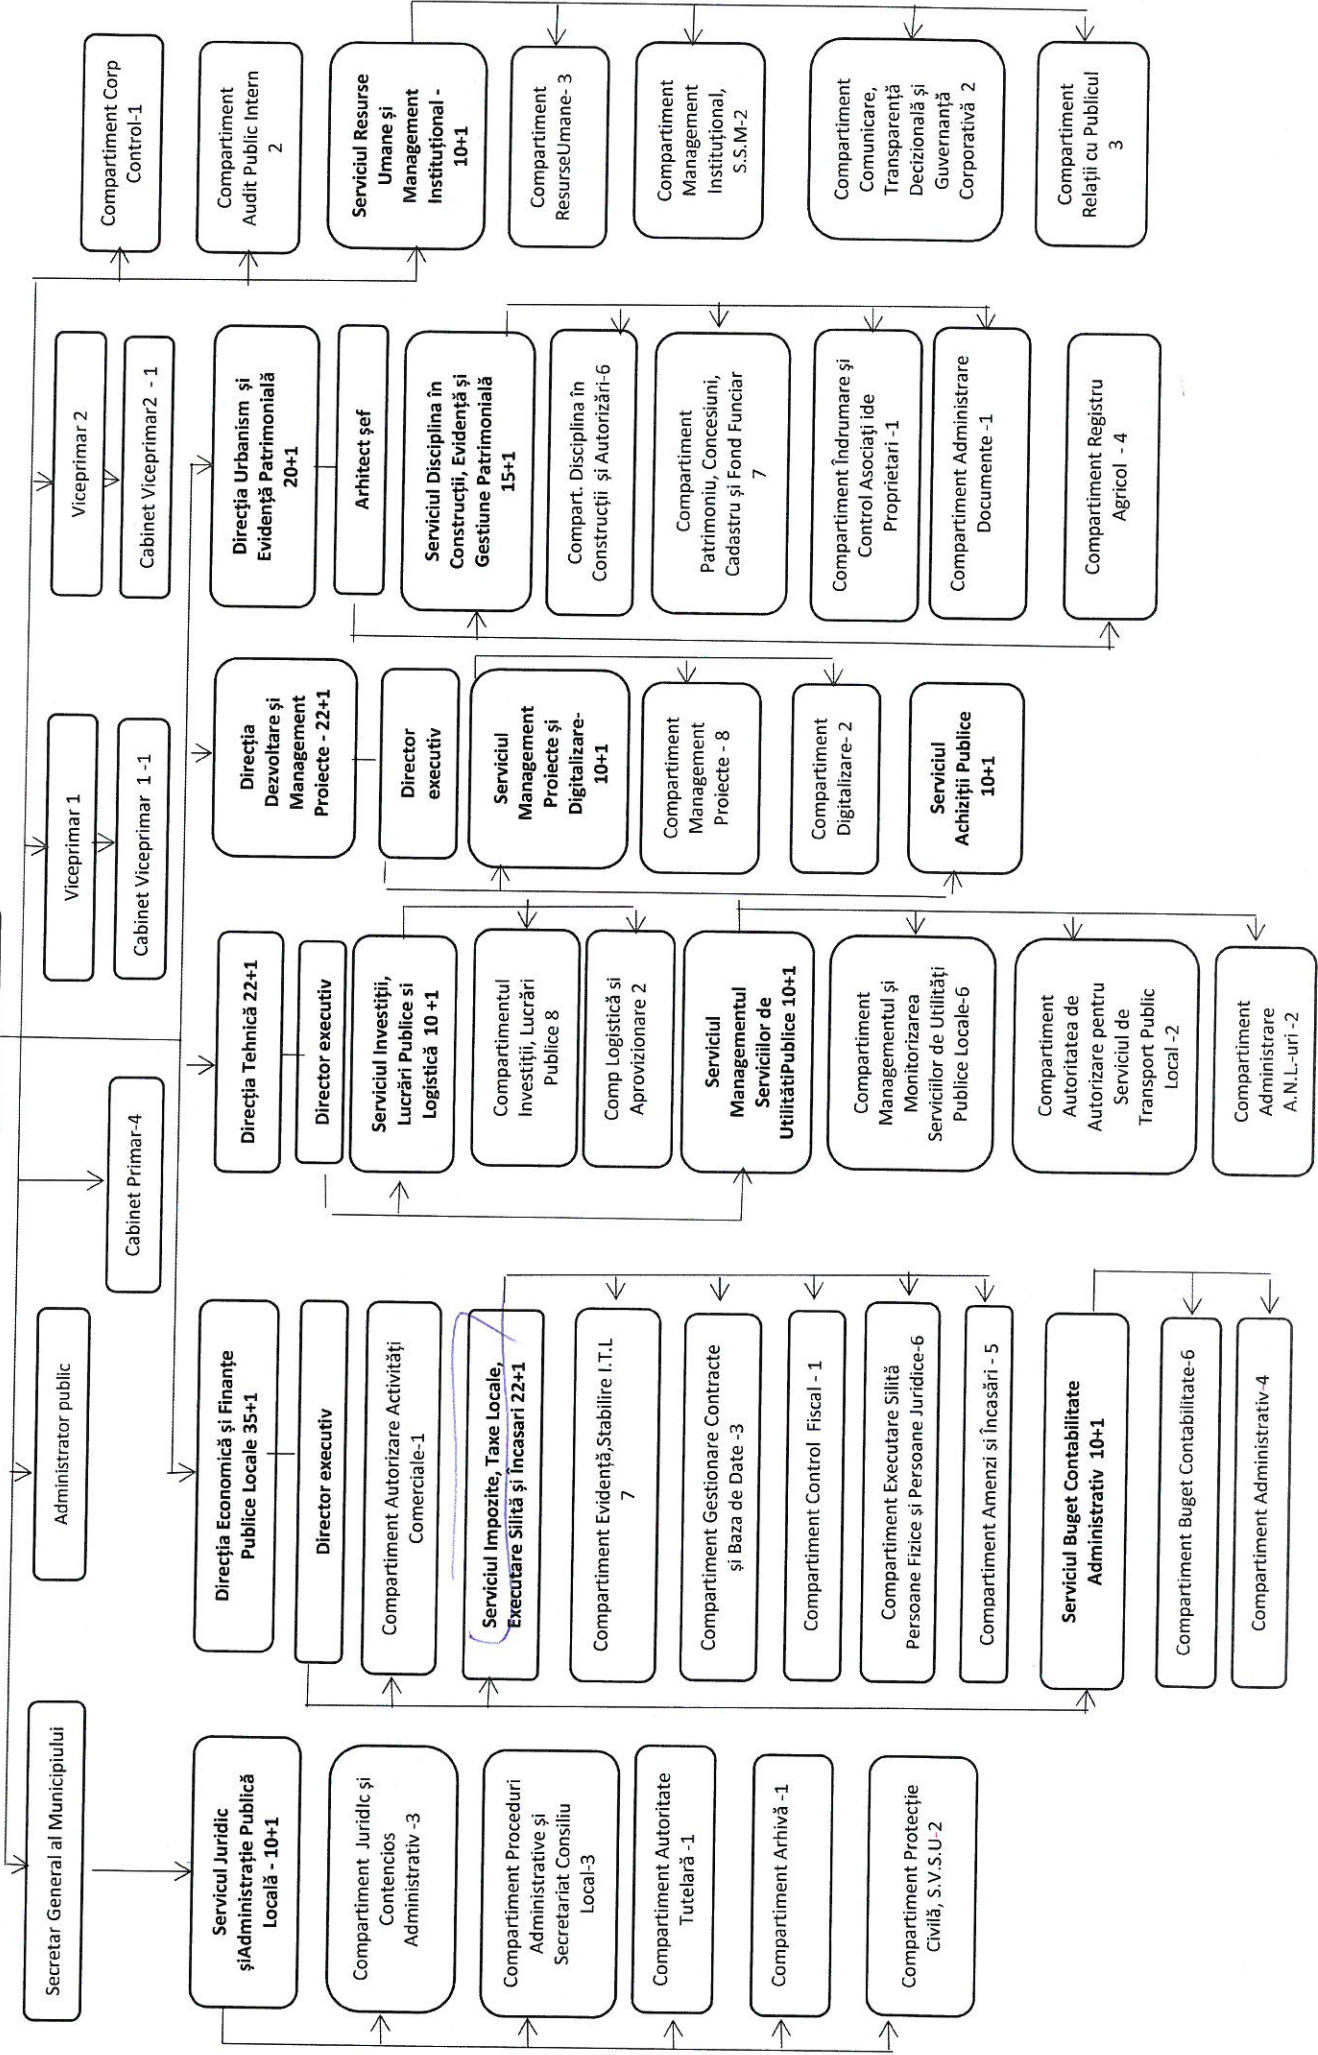 Secretar General al Municipiului
Administrator public
Cabinet Primar-4
Viceprimar 1
Cabinet Viceprimar 1 -1
Viceprimar 2
Cabinet Viceprimar2 - 1
Compartiment Corp
Control-1
Compartiment
Audit Public Intern
2
Serviciul Resurse
Umane și
Management
Instituțional -
10+1
Compartiment
ResurseUmane- 3
Compartiment
Management
Instituțional,
S.S.M-2
Compartiment
Comunicare,
Transparență
Decizională și
Guvernanță
Corporativă 2
Compartiment
Relații cu Publicul
3
Servicul Juridic
șiAdministrație Publică
Locală - 10+1
Compartiment Juridic și
Contencios
Administrativ -3
Compartiment Proceduri
Administrative și
Secretariat Consiliu
Local-3
Compartiment Autoritate
Tutelară -1
Compartiment Arhivă -1
Compartiment Protecție
Civilă, S.V.S.U-2
Direcția Economică și Finanțe
Publice Locale 35+1
Director executiv
Compartiment Autorizare Activități
Comerciale-1
Serviciul Impozite, Taxe Locale,
Executare Silită și Încasari 22+1
Compartiment Evidență,Stabilire I.T.L
7
Compartiment Gestionare Contracte
și Baza de Date -3
Compartiment Control Fiscal - 1
Compartiment Executare Silită
Persoane Fizice si Persoane Juridice-6
Compartiment Amenzi si Încasări - 5
Serviciul Buget Contabilitate
Administrativ 10+1
Compartiment Buget Contabilitate-6
Compartiment Administrativ-4
Direcția Tehnică 22+1
Director executiv
Serviciul Investiții,
Lucrări Publice si
Logistică 10 +1
Compartimentul
Investiții, Lucrări
Publice 8
Comp Logistică si
Aprovizionare 2
Serviciul
Managementul
Serviciilor de
UtilitătiPublice 10+1
Compartiment
Managementul și
Monitorizarea
Serviciilor de Utilități
Publice Locale-6
Compartiment
Autoritatea de
Autorizare pentru
Serviciul de
Transport Public
Local -2
Compartiment
Administrare
A.N.L.-uri -2
Direcția
Dezvoltare și
Management
Proiecte - 22+1
Director
executiv
Serviciul
Management
Proiecte și
Digitalizare-
10+1
Compartiment
Management
Proiecte - 8
Compartiment
Digitalizare- 2
Serviciul
Achiziții Publice
10+1
Direcția Urbanism și
Evidență Patrimonială
20+1
Arhitect șef
Serviciul Disciplina în
Construcții, Evidență și
Gestiune Patrimonială
15+1
Compart. Disciplina în
Construcții și Autorizări-6
Compartiment
Patrimoniu, Concesiuni,
Cadastru și Fond Funciar
7
Compartiment Îndrumare și
Control Asociați ide
Proprietari -1
Compartiment Administrare
Documente -1
Compartiment Registru
Agricol - 4